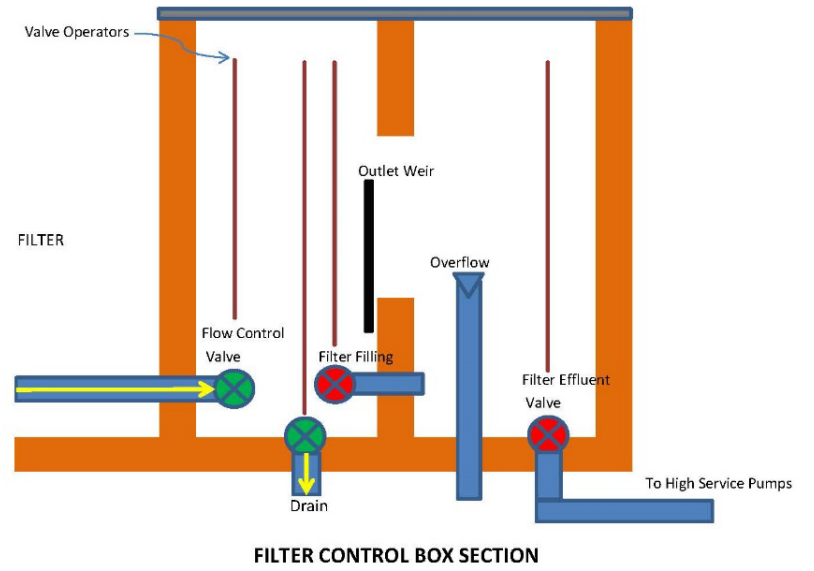 Valve Operators
Outlet Weir
FILTER
Overflow
Flow Control
Valve
Filter Filling
Filter Effluent
Valve
To High Service Pumps
Drain
FILTER CONTROL BOX SECTION